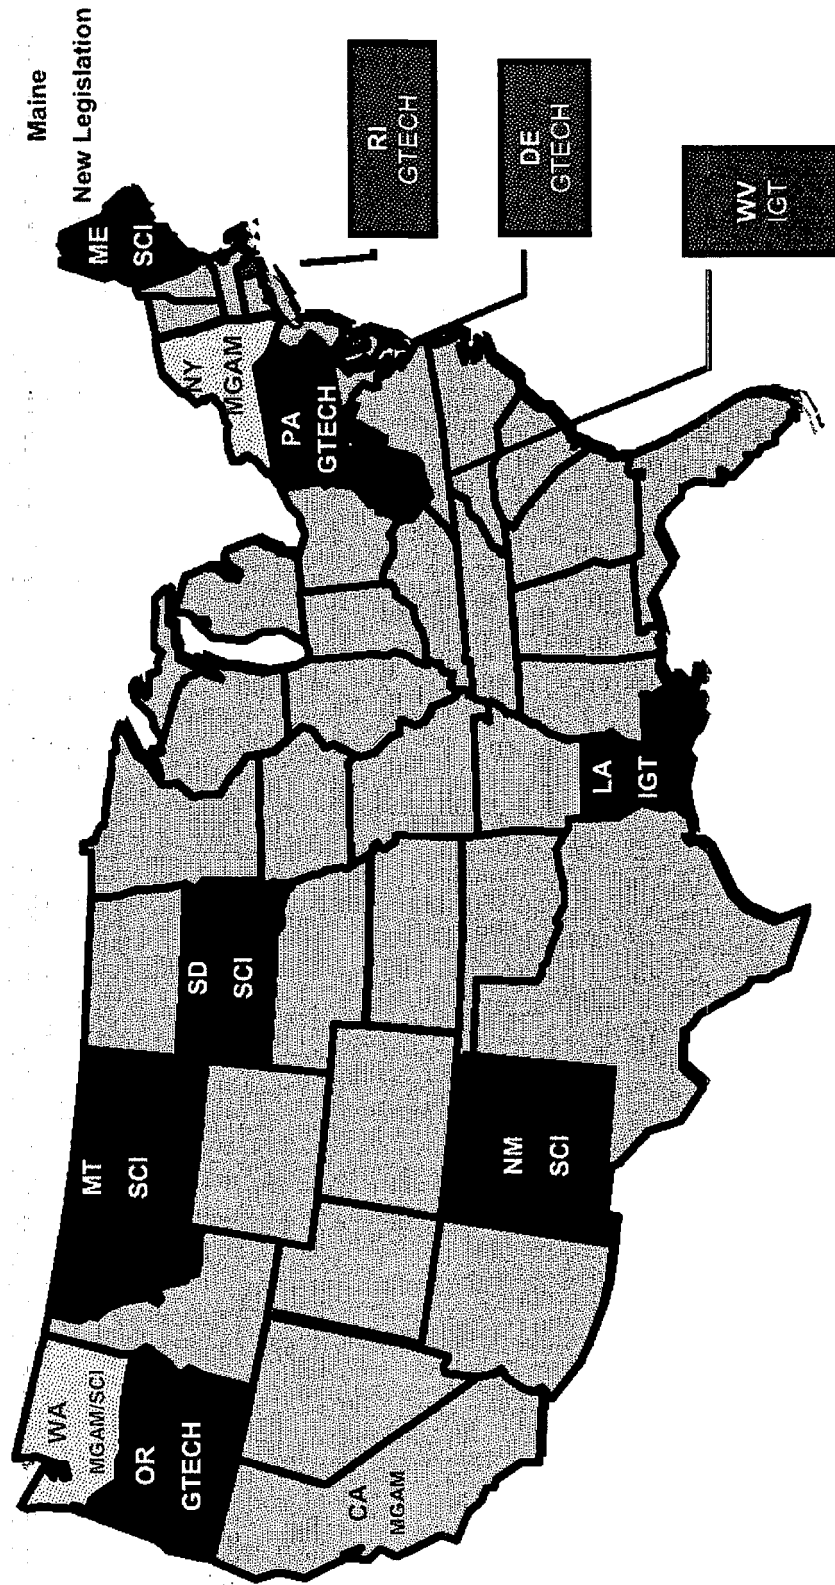 Maine
New Legislation
ME
SCI
RI
GTECH
DE
GTECH
WV
IGT
NY
MGAM
PA
GTECH
LA
IGT
SD
SCI
MT
SCI
NM
SCI
WA
MGAM/SCI
OR
GTECH
CA
MGAM